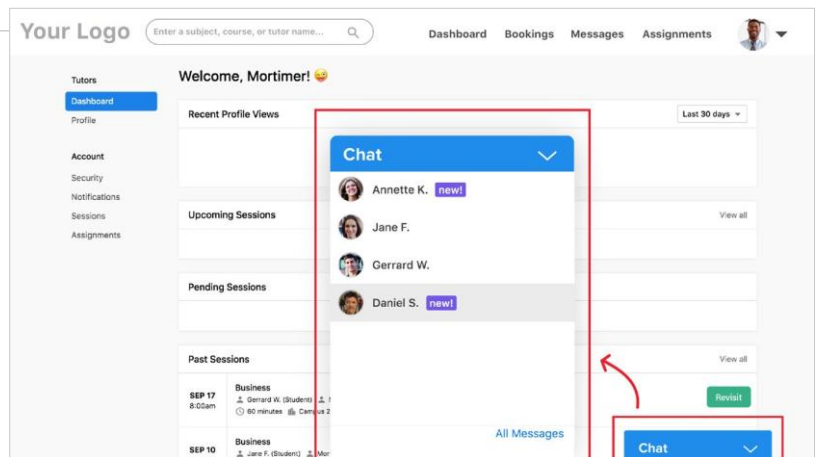 Your Logo
Enter a subject, course, or tutor name...
Dashboard Bookings Messages Assignments
Tutors
Dashboard
Profile
Account
Security
Notifications
Sessions
Assignments
Welcome, Mortimer!
Recent Profile Views
Last 30 days
Upcoming Sessions
View all
Pending Sessions
Past Sessions
View all
SEP 17
8:00am
Business
Gerrard W. (Student)
60 minutes
Revisit
SEP 10
Business
Jane F. (Student)
Chat
Annette K. new!
Jane F.
Gerrard W.
Daniel S. new!
All Messages
Chat